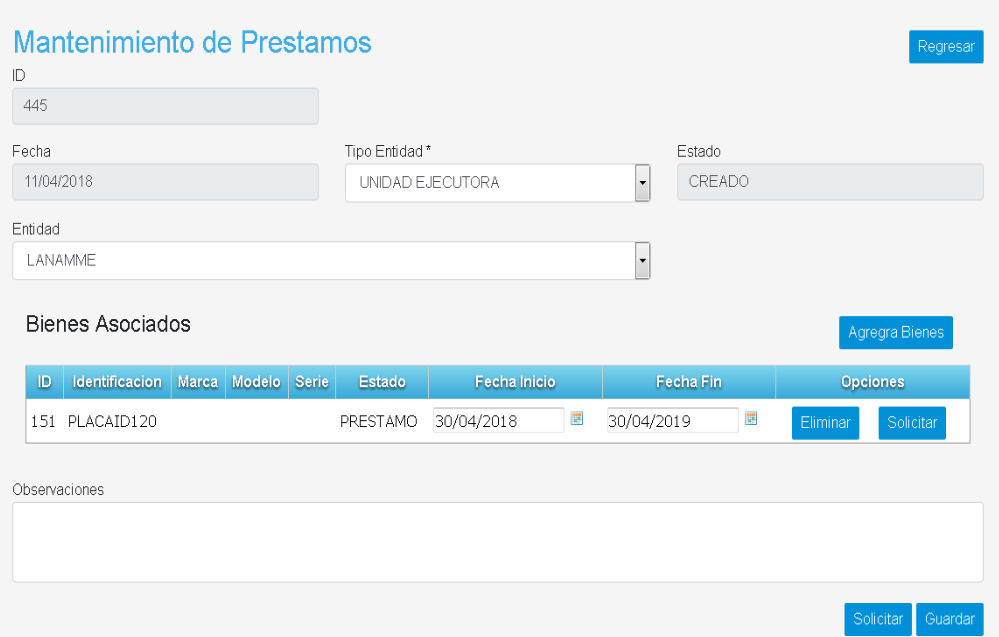 Mantenimiento de Prestamos
Regresar
ID
445
Fecha
Tipo Entidad *
Estado
11/04/2018
UNIDAD EJECUTORA
CREADO
Entidad
LANAMME
Bienes Asociados
Agregra Bienes
ID Identificacion Marca Modelo Serie Estado Fecha Inicio Fecha Fin Opciones
151 PLACAID120 PRESTAMO 30/04/2018 30/04/2019 Eliminar Solicitar
Observaciones
Solicitar Guardar